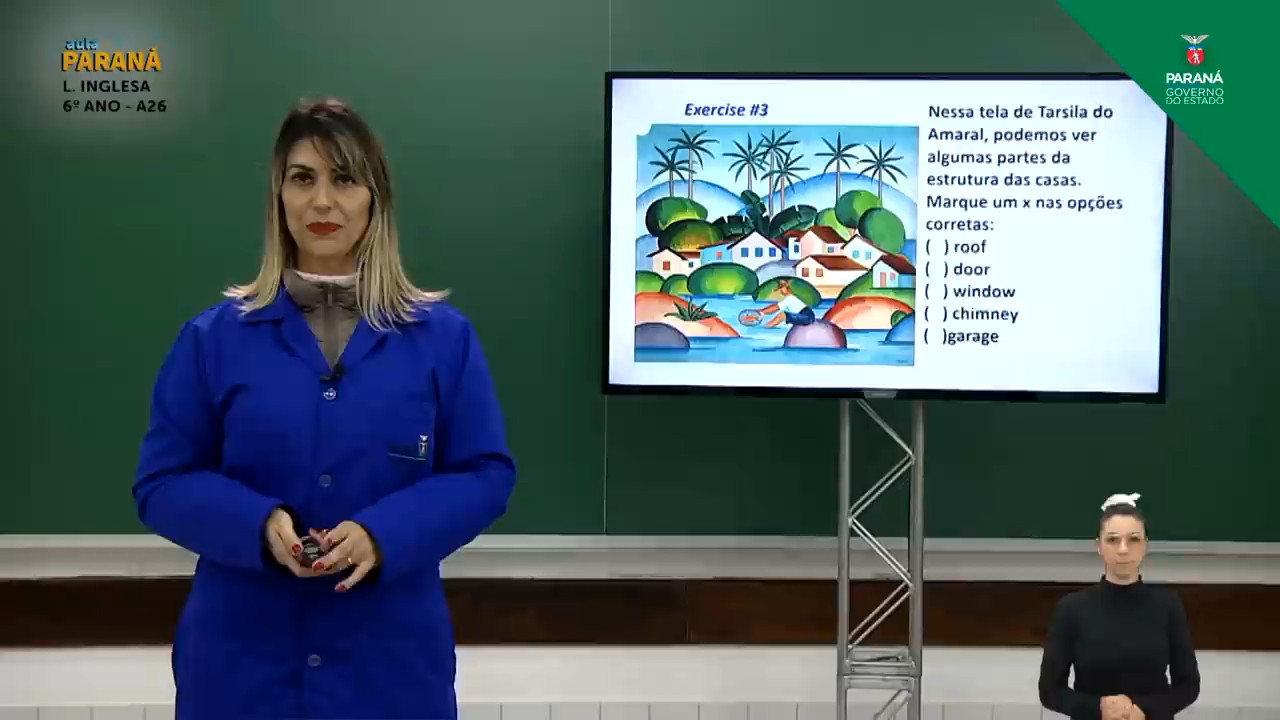 aula
PARANÁ
L. INGLESA
6º ANO - A26
PARANÁ
GOVERNO
DO ESTADO
Exercise #3
Nessa tela de Tarsila do
Amaral, podemos ver
algumas partes da
estrutura das casas.
Marque um x nas opções
corretas:
( ) roof
( ) door
( ) window
( ) chimney
( )garage